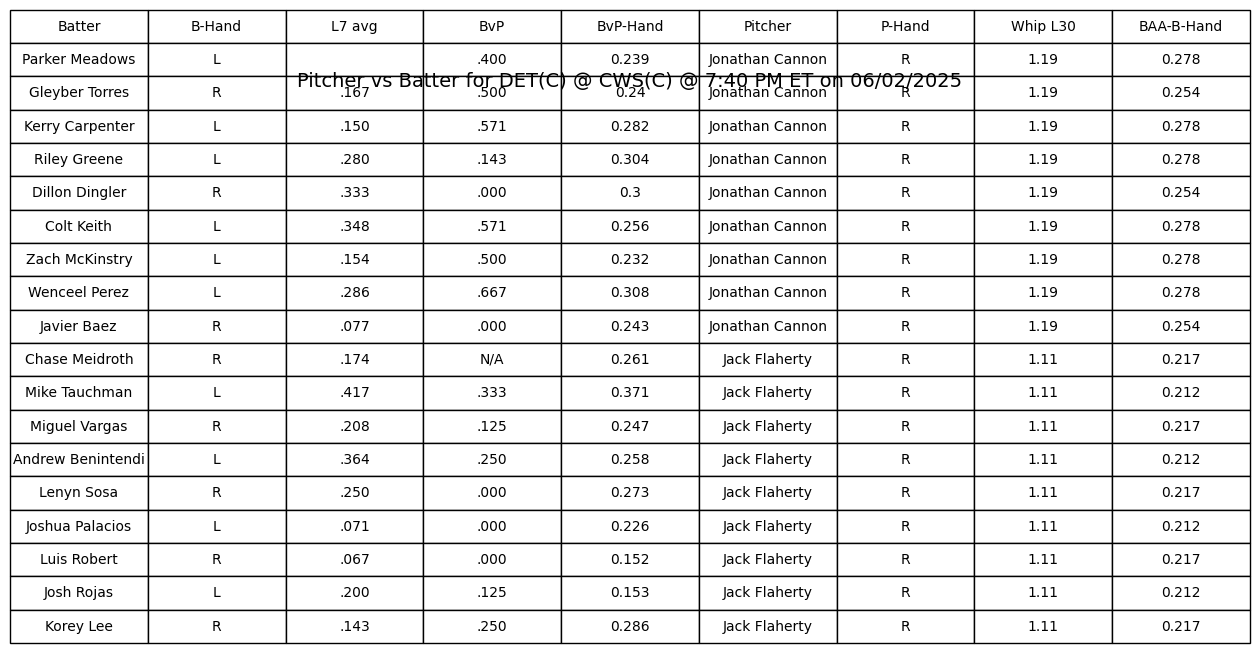 Batter B-Hand L7 avg BvP BvP-Hand Pitcher P-Hand Whip L30 BAA-B-Hand
Parker Meadows L .400 0.239 Jonathan Cannon R 1.19 0.278
Pitcher vs Batter for DET(C) @ CWS(C) @ 7:40 PM ET on 06/02/2025
Gleyber Torres R .167 .500 0.24 Jonathan Cannon R 1.19 0.254
Kerry Carpenter L .150 .571 0.282 Jonathan Cannon R 1.19 0.278
Riley Greene L .280 .143 0.304 Jonathan Cannon R 1.19 0.278
Dillon Dingler R .333 .000 0.3 Jonathan Cannon R 1.19 0.254
Colt Keith L .348 .571 0.256 Jonathan Cannon R 1.19 0.278
Zach McKinstry L .154 .500 0.232 Jonathan Cannon R 1.19 0.278
Wenceel Perez L .286 .667 0.308 Jonathan Cannon R 1.19 0.278
Javier Baez R .077 .000 0.243 Jonathan Cannon R 1.19 0.254
Chase Meidroth R .174 N/A 0.261 Jack Flaherty R 1.11 0.217
Mike Tauchman L .417 .333 0.371 Jack Flaherty R 1.11 0.212
Miguel Vargas R .208 .125 0.247 Jack Flaherty R 1.11 0.217
Andrew Benintendi L .364 .250 0.258 Jack Flaherty R 1.11 0.212
Lenyn Sosa R .250 .000 0.273 Jack Flaherty R 1.11 0.217
Joshua Palacios L .071 .000 0.226 Jack Flaherty R 1.11 0.212
Luis Robert R .067 .000 0.152 Jack Flaherty R 1.11 0.217
Josh Rojas L .200 .125 0.153 Jack Flaherty R 1.11 0.212
Korey Lee R .143 .250 0.286 Jack Flaherty R 1.11 0.217